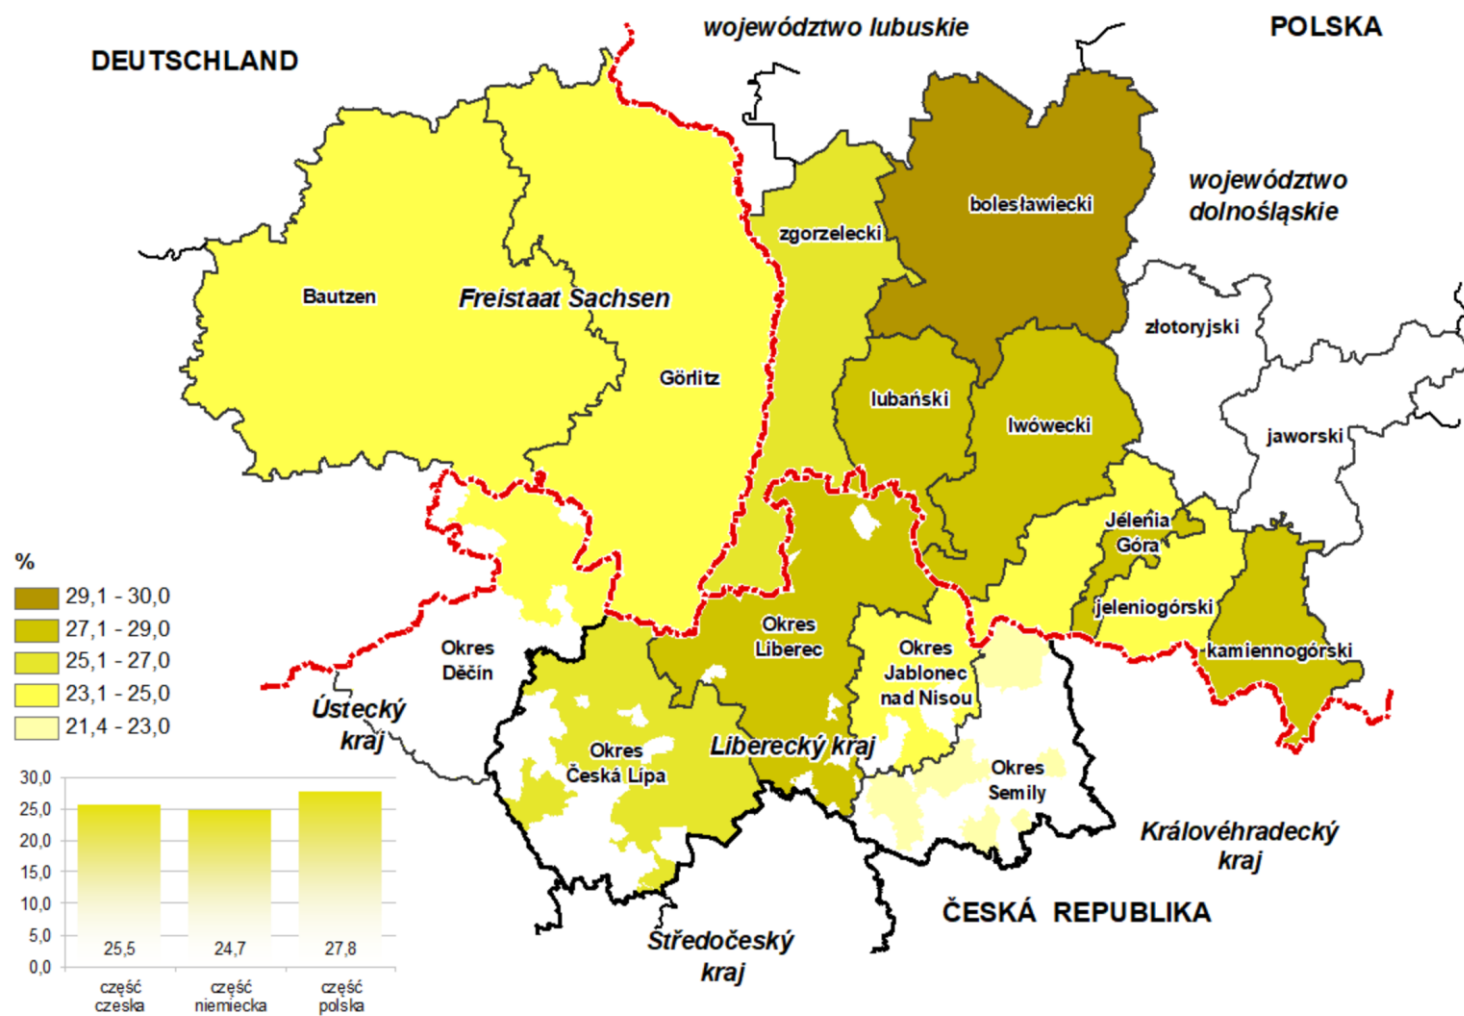 województwo lubuskie
POLSKA
DEUTSCHLAND
województwo
dolnośląskie
bolesławiecki
zgorzelecki
Bautzen
Freistaat Sachsen
złotoryjski
Görlitz
lubański
lwówecki
jaworski
Jelenia
Góra
%
29,1 - 30,0
27,1 - 29,0
25,1 - 27,0
23,1 - 25,0
21,4 - 23,0
jeleniogórski
kamiennogórski
Okres
Liberec
Okres
Děčín
Okres
Jablonec
nad Nisou
Ústecký
kraj
Liberecký kraj
Okres
Česká Lípa
Okres
Semily
Královéhradecký
kraj
ČESKÁ REPUBLIKA
Středočeský
kraj
30,0
25,0
20,0
15,0
10,0
5,0
0,0
25,5
24,7
27,8
część
czeska
część
niemiecka
część
polska